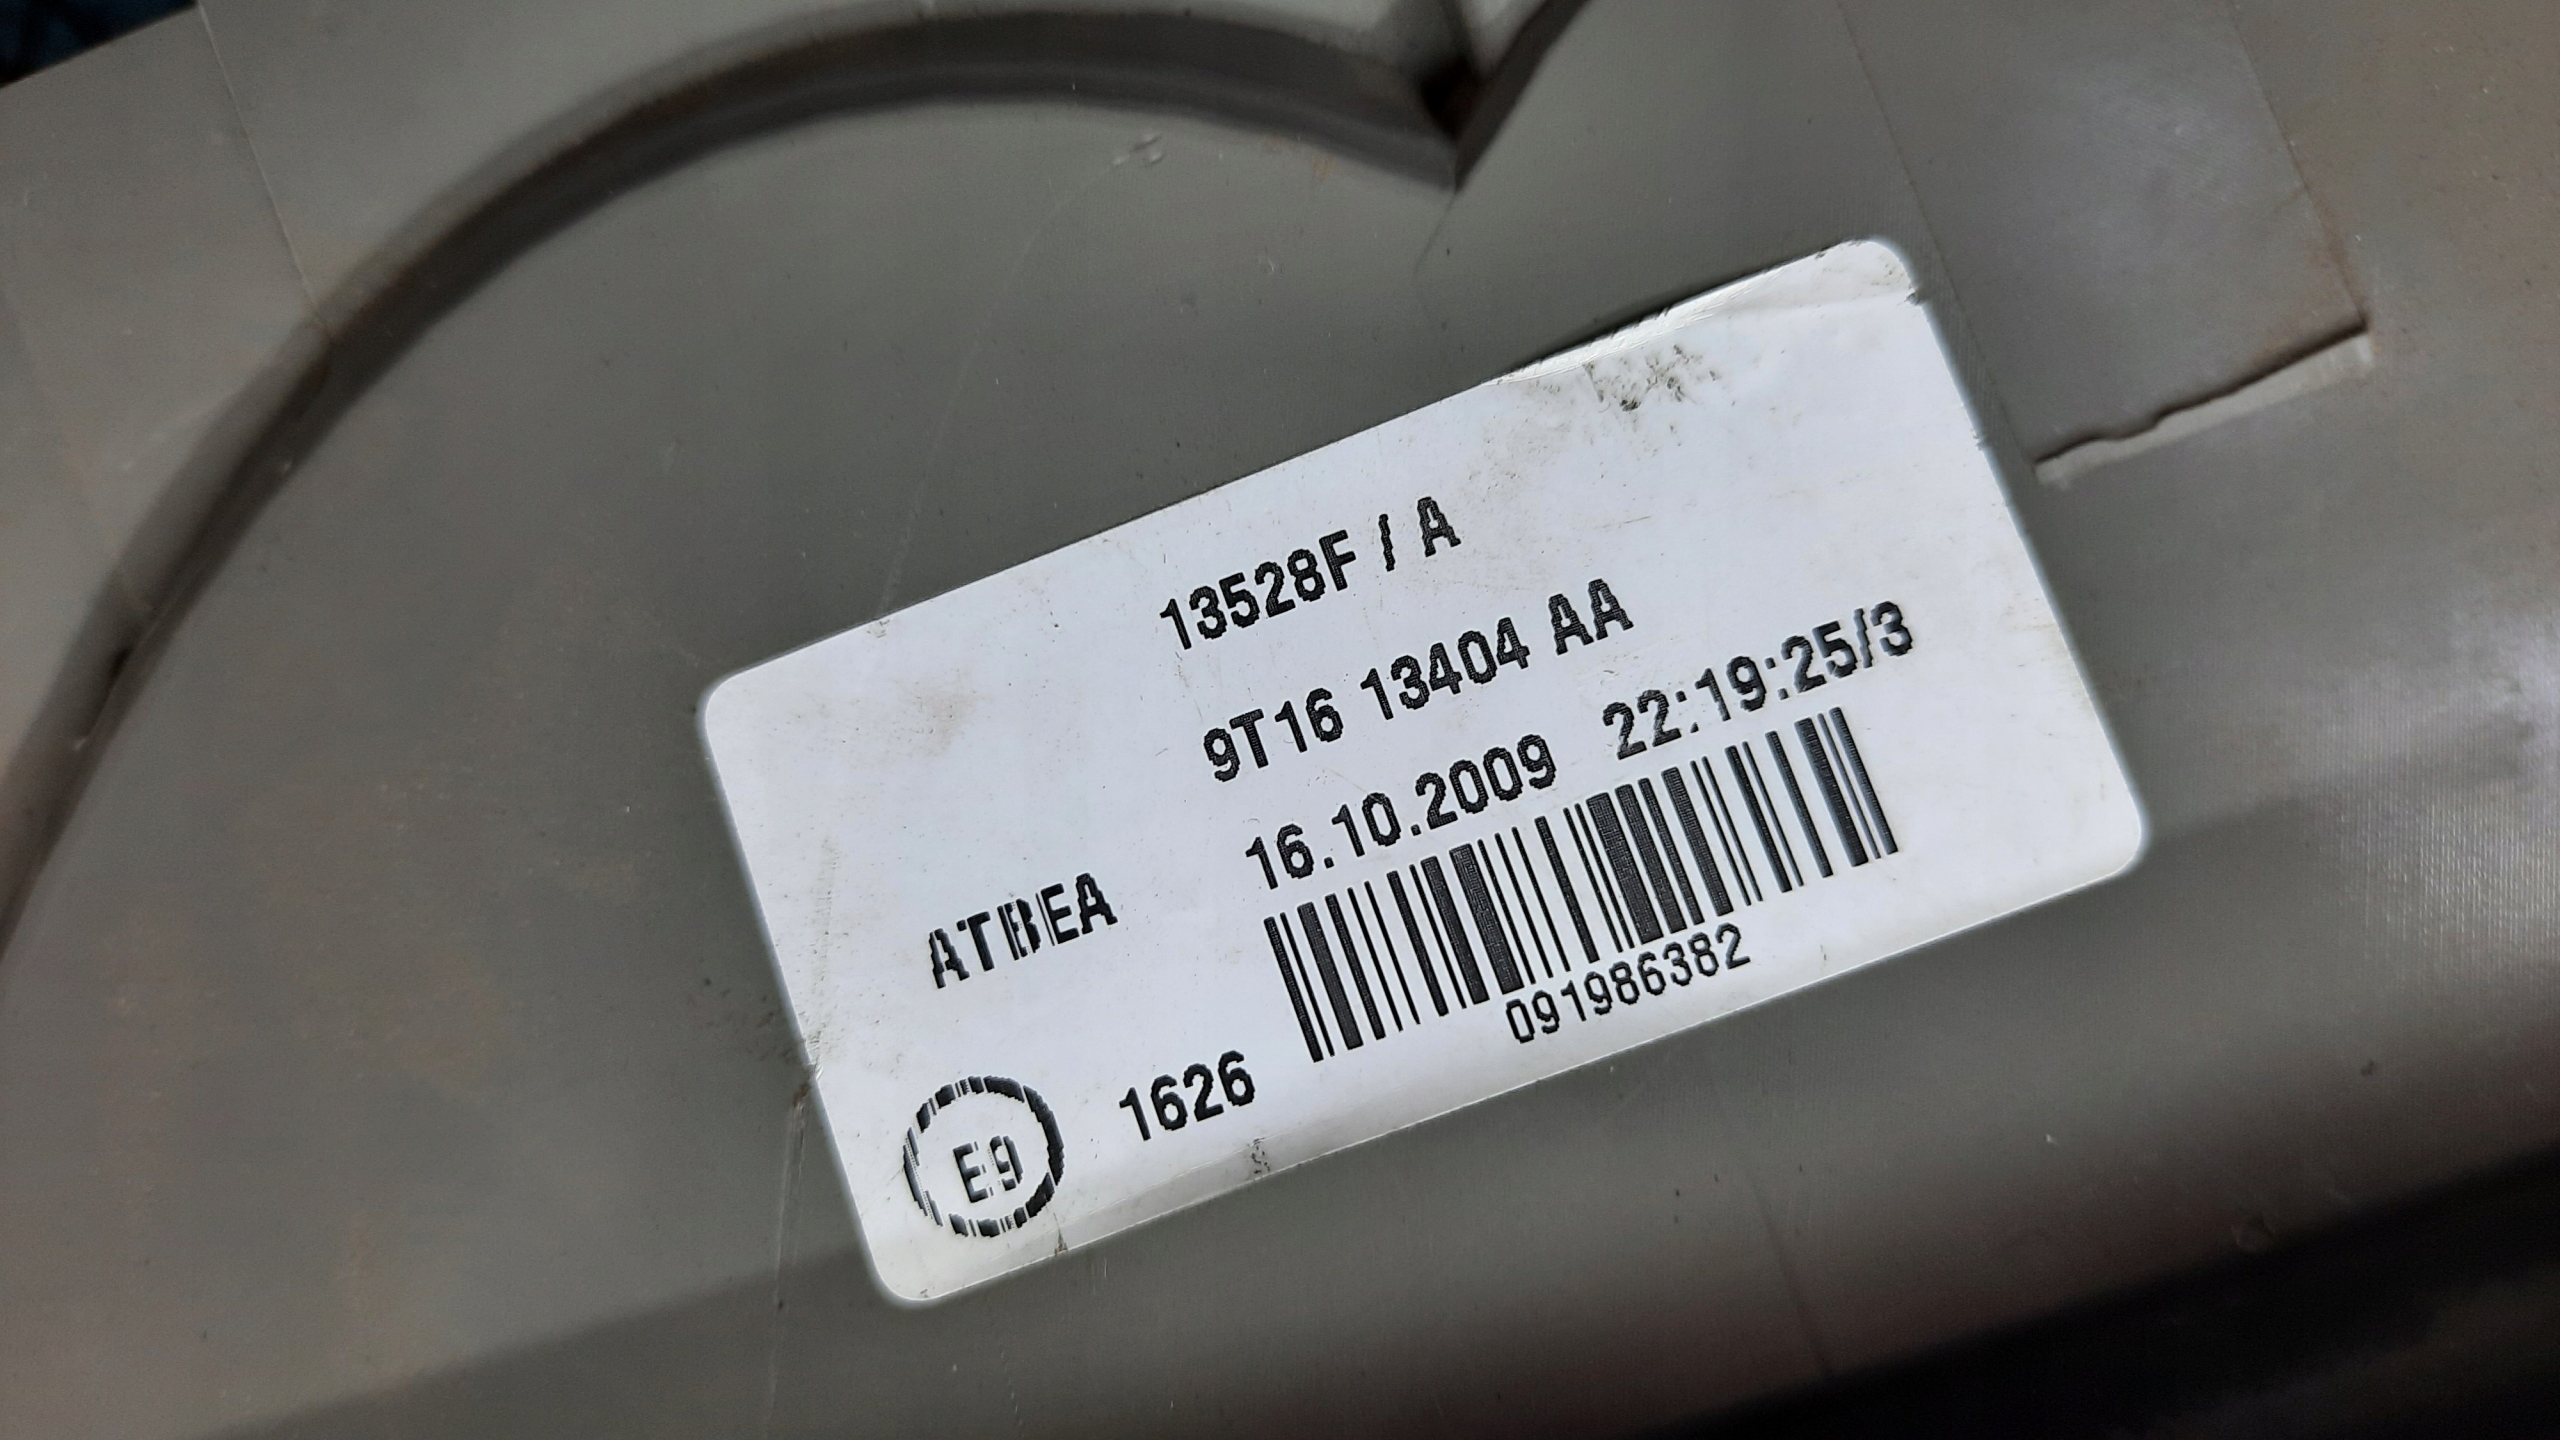 13528F / A
9T16 13404 AA
16.10.2009 22:19:25/3
ATBEA
091986382
E9 1626